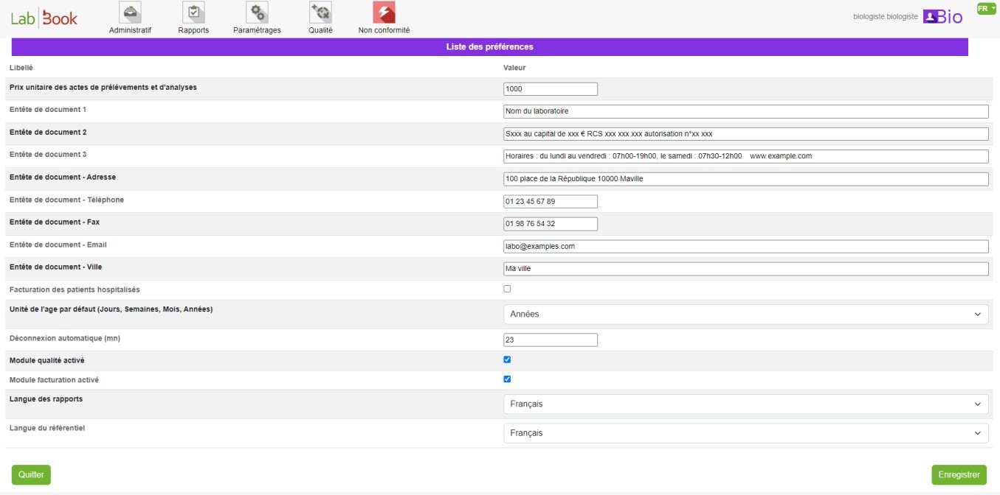 Lab Book
Administratif
Rapports
Paramétrages
Qualité
Non conformité
biologiste biologiste
Bio
FR
Liste des préférences
Libellé Valeur
Prix unitaire des actes de prélévements et d'analyses 1000
Entête de document 1 Nom du laboratoire
Entête de document 2 Sxxx au capital de xxx € RCS xxx xxx xxx autorisation n°xx xxx
Entête de document 3 Horaires : du lundi au vendredi : 07h00-19h00, le samedi : 07h30-12h00 www.example.com
Entête de document - Adresse 100 place de la République 10000 Maville
Entête de document - Téléphone 01 23 45 67 89
Entête de document - Fax 01 98 76 54 32
Entête de document - Email labo@examples.com
Entête de document - Ville Ma ville
Facturation des patients hospitalisés
Unité de l'age par défaut (Jours, Semaines, Mois, Années) Années
Déconnexion automatique (mn) 23
Module qualité activé
Module facturation activé
Langue des rapports Français
Langue du référentiel Français
Quitter Enregistrer